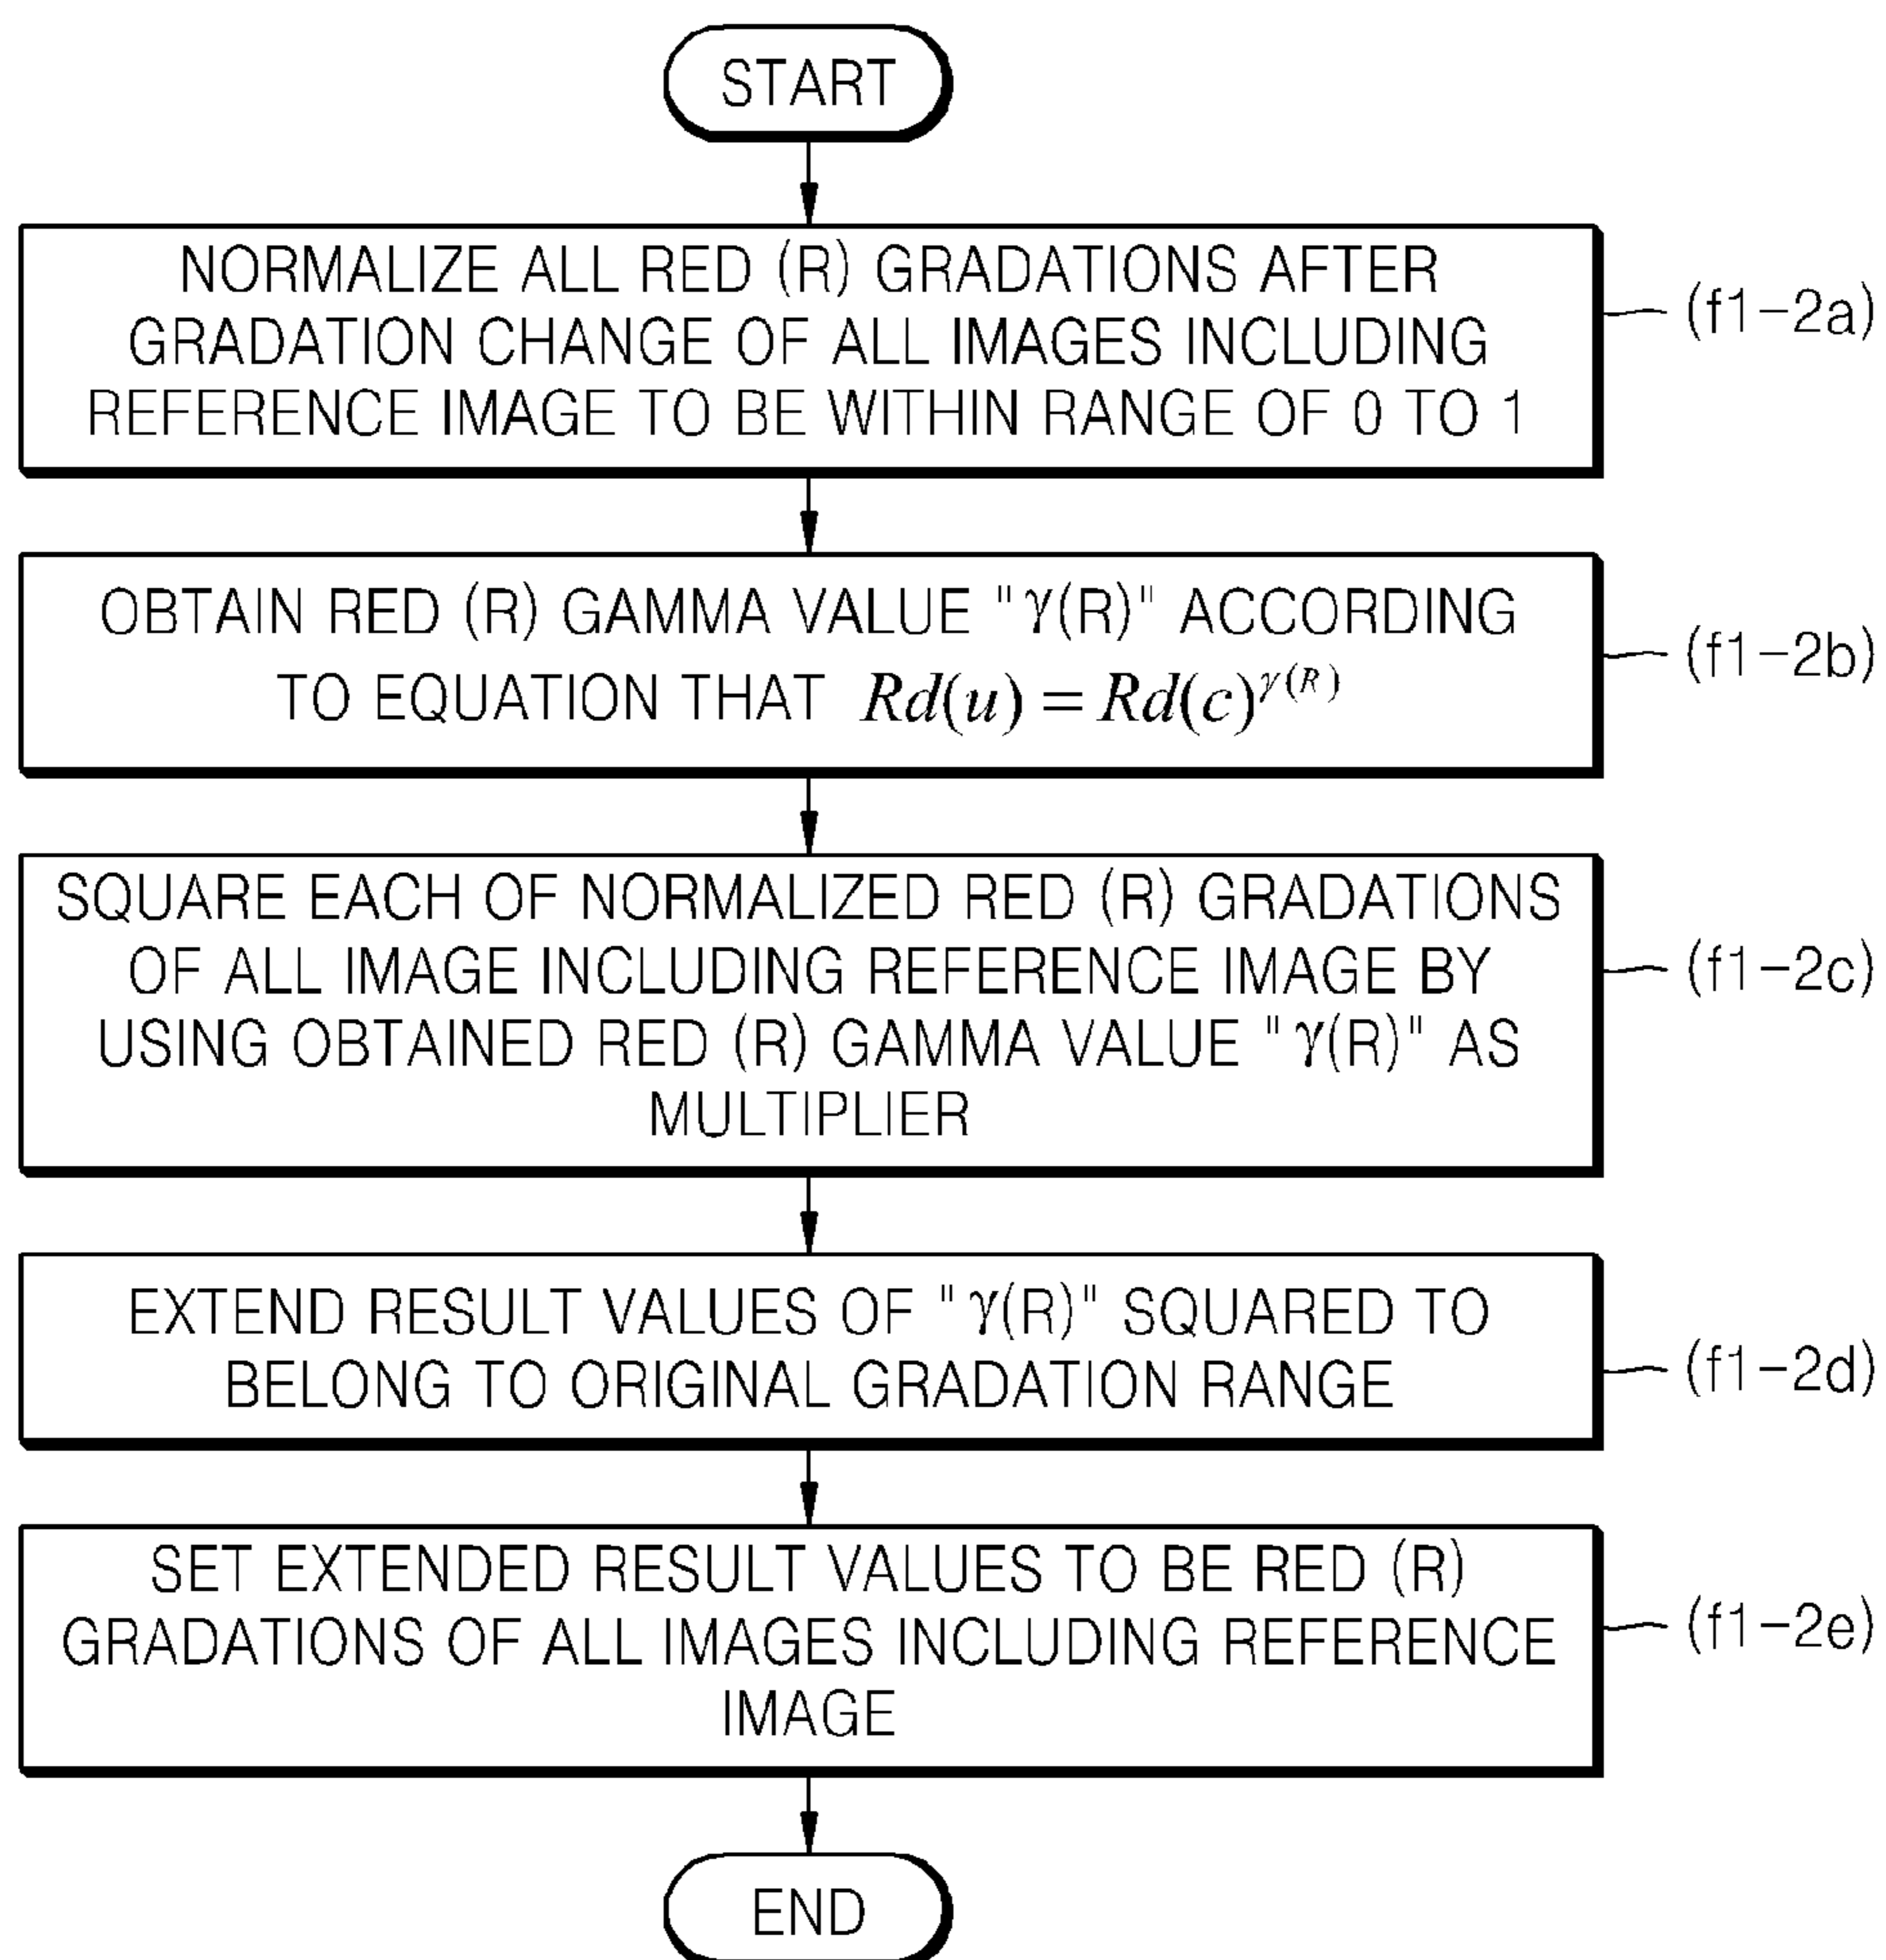 START
NORMALIZE ALL RED (R) GRADATIONS AFTER
GRADATION CHANGE OF ALL IMAGES INCLUDING
REFERENCE IMAGE TO BE WITHIN RANGE OF 0 TO 1
(f1-2a)
OBTAIN RED (R) GAMMA VALUE "γ(R)" ACCORDING
TO EQUATION THAT Rd(u) = Rd(c)^γ(R)
(f1-2b)
SQUARE EACH OF NORMALIZED RED (R) GRADATIONS
OF ALL IMAGE INCLUDING REFERENCE IMAGE BY
USING OBTAINED RED (R) GAMMA VALUE "γ(R)" AS
MULTIPLIER
(f1-2c)
EXTEND RESULT VALUES OF "γ(R)" SQUARED TO
BELONG TO ORIGINAL GRADATION RANGE
(f1-2d)
SET EXTENDED RESULT VALUES TO BE RED (R)
GRADATIONS OF ALL IMAGES INCLUDING REFERENCE
IMAGE
(f1-2e)
END